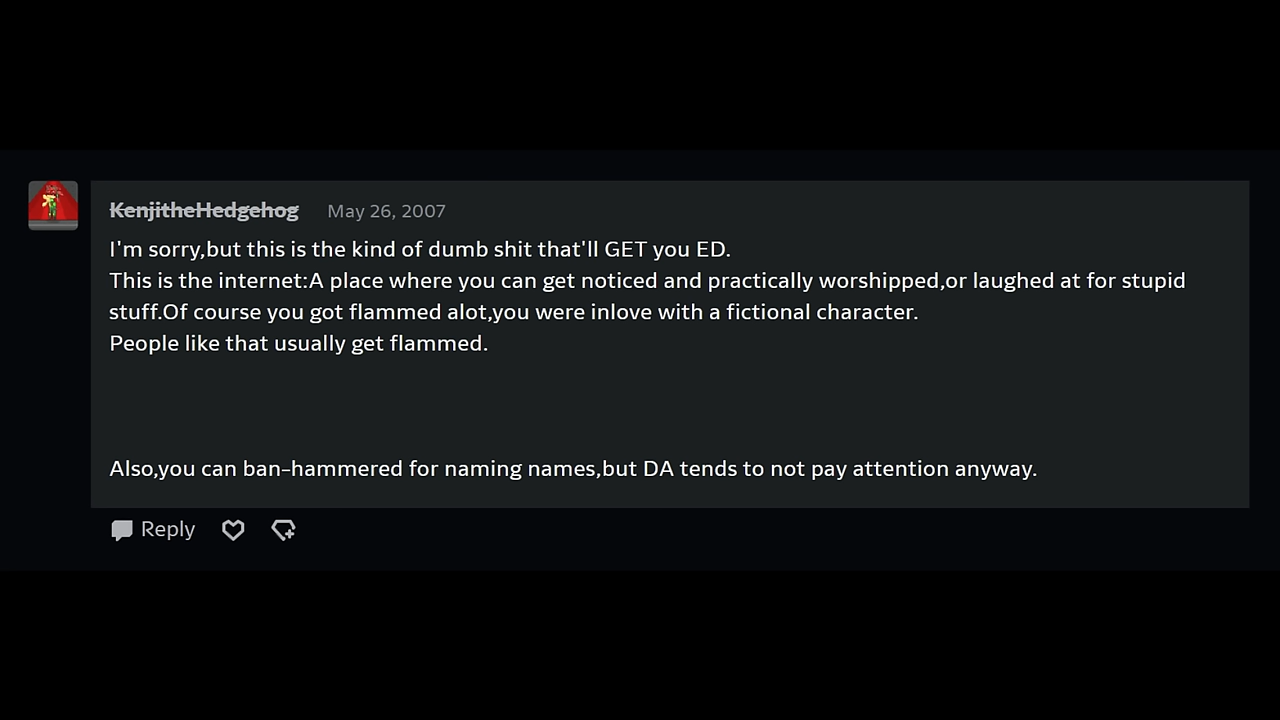 KenjitheHedgehog May 26, 2007
I'm sorry,but this is the kind of dumb shit that'll GET you ED.
This is the internet:A place where you can get noticed and practically worshipped,or laughed at for stupid
stuff.Of course you got flammed alot,you were inlove with a fictional character.
People like that usually get flammed.
Also,you can ban-hammered for naming names,but DA tends to not pay attention anyway.
Reply